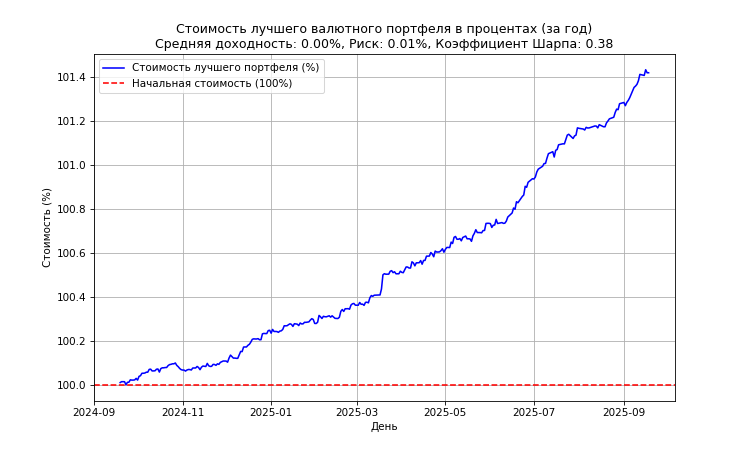 Стоимость лучшего валютного портфеля в процентах (за год)
Средняя доходность: 0.00%, Риск: 0.01%, Коэффициент Шарпа: 0.38
Стоимость лучшего портфеля (%)
Начальная стоимость (100%)
Стоимость (%)
101.4
101.2
101.0
100.8
100.6
100.4
100.2
100.0
2024-09
2024-11
2025-01
2025-03
2025-05
2025-07
2025-09
День